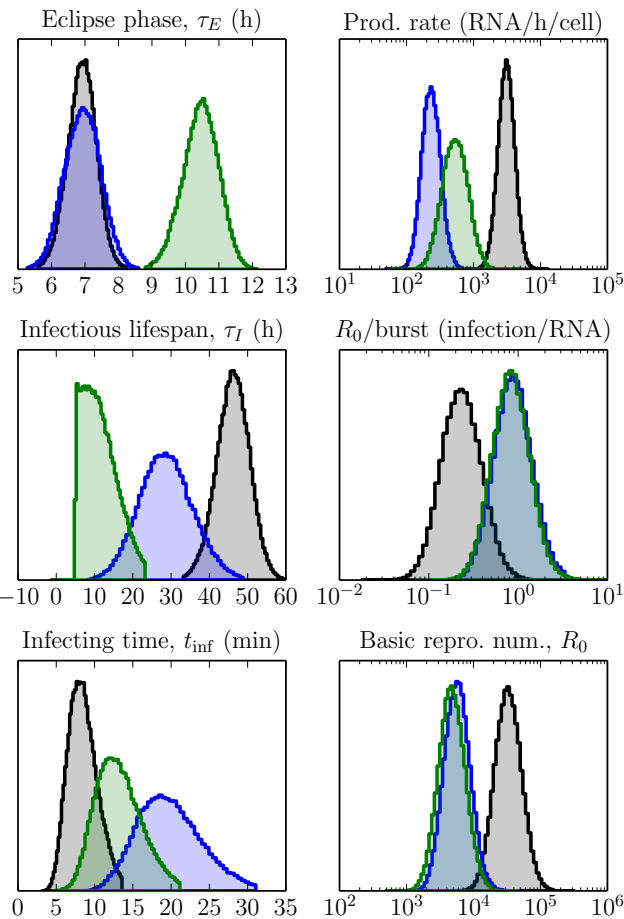 Eclipse phase, τ_E (h)
5 6 7 8 9 10 11 12 13
Prod. rate (RNA/h/cell)
10^1 10^2 10^3 10^4 10^5
Infectious lifespan, τ_I (h)
−10 0 10 20 30 40 50 60
R_0/burst (infection/RNA)
10^−2 10^−1 10^0 10^1
Infecting time, t_inf (min)
0 5 10 15 20 25 30 35
Basic repro. num., R_0
10^2 10^3 10^4 10^5 10^6